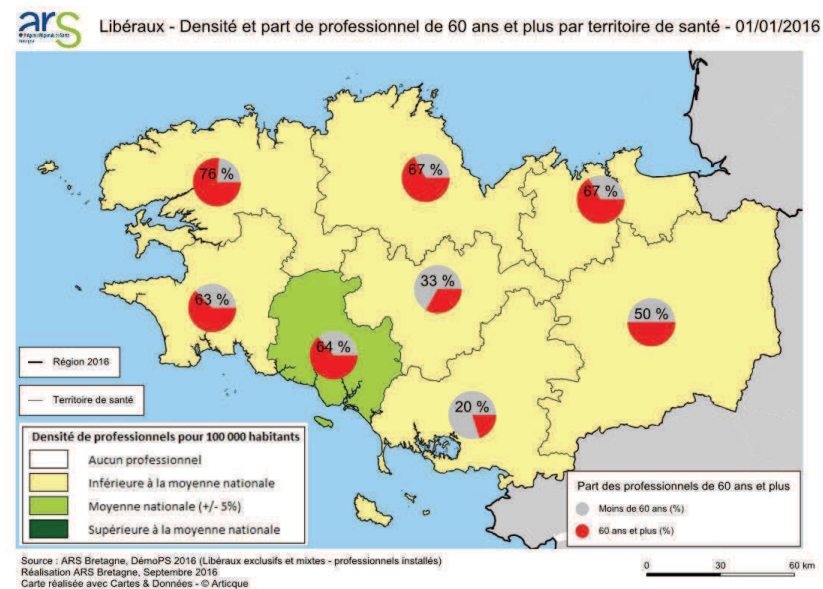 ars
Libéraux - Densité et part de professionnel de 60 ans et plus par territoire de santé - 01/01/2016
76 %
67 %
67 %
33 %
63 %
50 %
64 %
20 %
Région 2016
Territoire de santé
Densité de professionnels pour 100 000 habitants
Aucun professionnel
Inférieure à la moyenne nationale
Moyenne nationale (+/- 5%)
Supérieure à la moyenne nationale
Part des professionnels de 60 ans et plus
Moins de 60 ans (%)
60 ans et plus (%)
Source : ARS Bretagne, DémoPS 2016 (Libéraux exclusifs et mixtes - professionnels installés)
Réalisation ARS Bretagne, Septembre 2016
Carte réalisée avec Cartes & Données - © Articque
0 30 60 km